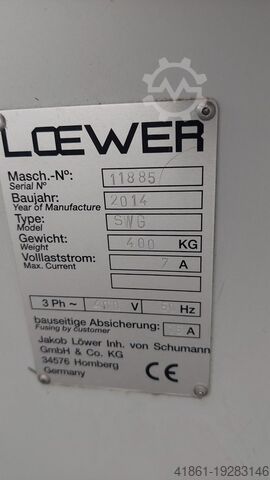 LŒWER
Masch.-Nº: 11885
Serial Nº
Baujahr: 2014
Year of Manufacture
Type: SWG
Model
Gewicht: 400 KG
Weight
Volllaststrom: 7 A
Max. Current
3 Ph ~ V Hz
bauseitige Absicherung: A
Fusing by customer
Jakob Löwer Inh. von Schumann
GmbH & Co. KG
34576 Homberg
Germany CE
41861-19283146